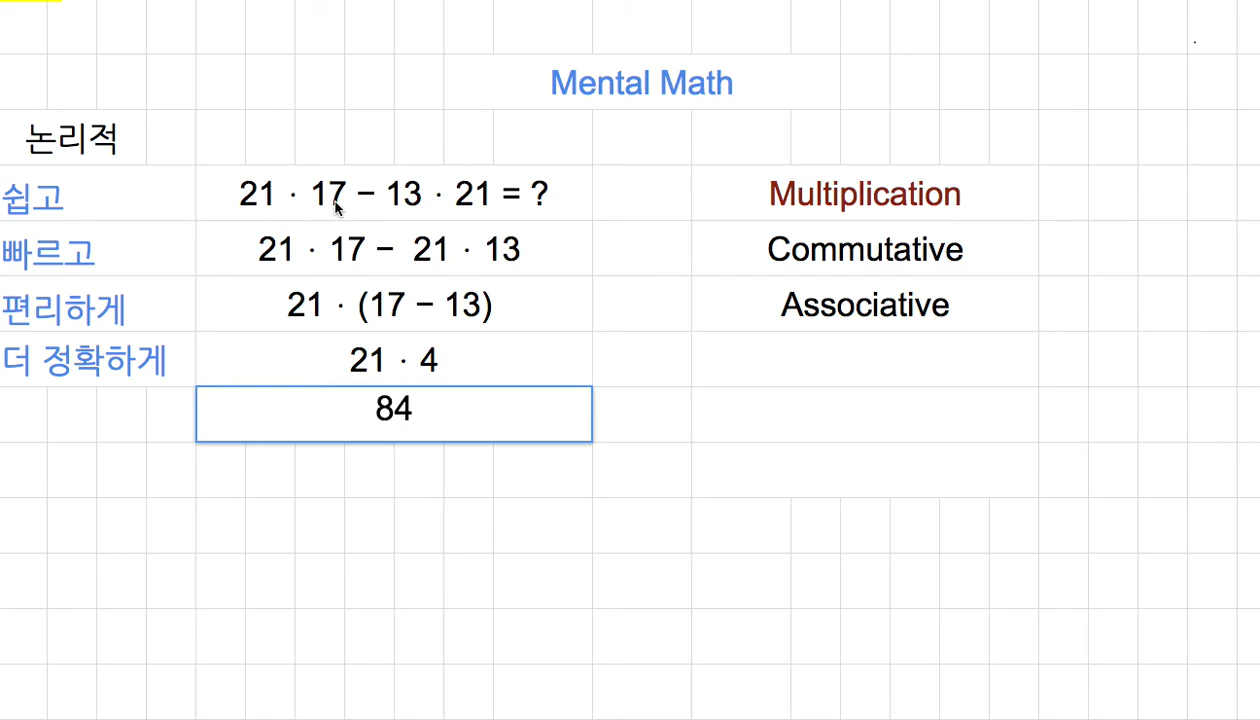 Mental Math
논리적
쉽고 21 · 17 − 13 · 21 = ? Multiplication
빠르고 21 · 17 − 21 · 13 Commutative
편리하게 21 · (17 − 13) Associative
더 정확하게 21 · 4
84